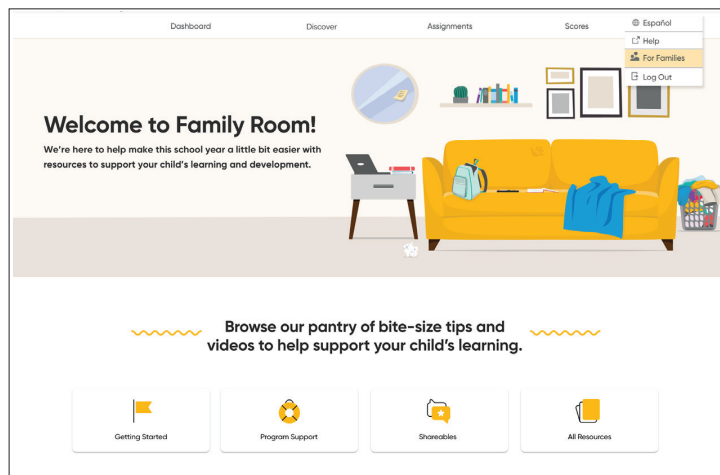 Dashboard
Discover
Assignments
Scores
Español
Help
For Families
Log Out
Welcome to Family Room!
We're here to help make this school year a little bit easier with
resources to support your child's learning and development.
Browse our pantry of bite-size tips and
videos to help support your child's learning.
Getting Started
Program Support
Shareables
All Resources